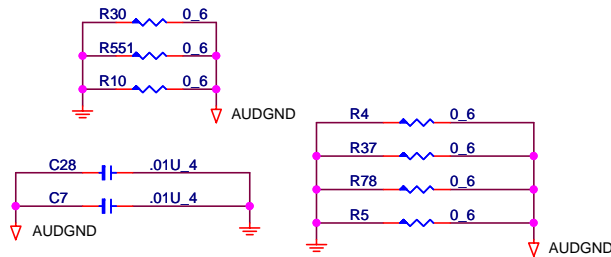 R30 0_6
R551 0_6
R10 0_6
AUDGND
C28 .01U_4
C7 .01U_4
AUDGND
R4 0_6
R37 0_6
R78 0_6
R5 0_6
AUDGND